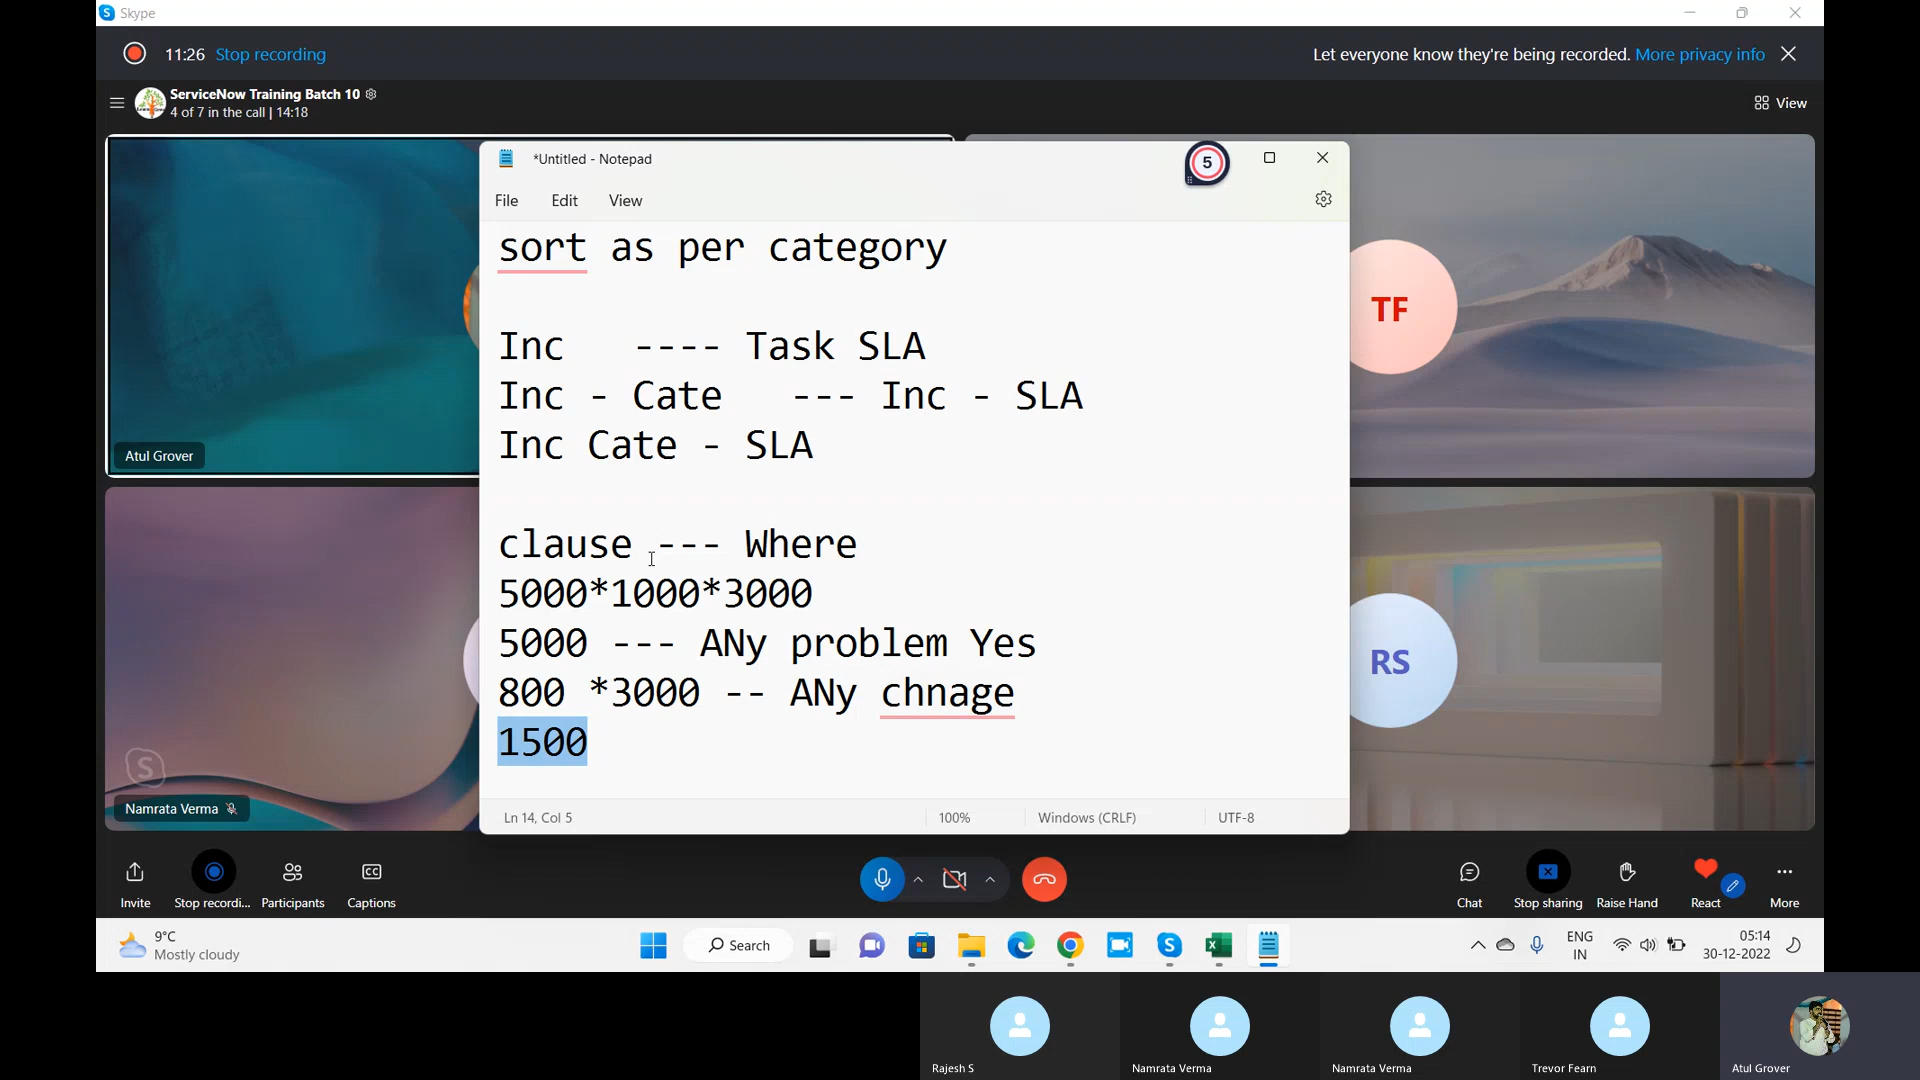 Skype
11:26 Stop recording
Let everyone know they're being recorded. More privacy info
ServiceNow Training Batch 10
4 of 7 in the call | 14:18
View
*Untitled - Notepad
5
File Edit View
sort as per category
Inc ---- Task SLA
Inc - Cate --- Inc - SLA
Inc Cate - SLA
clause --- Where
5000*1000*3000
5000 --- ANy problem Yes
800 *3000 -- ANy chnage
1500
Ln 14, Col 5
100%
Windows (CRLF)
UTF-8
Atul Grover
TF
Namrata Verma
RS
Invite
Stop recordi...
Participants
CC
Captions
Chat
Stop sharing
Raise Hand
React
More
9°C
Mostly cloudy
Search
ENG
IN
05:14
30-12-2022
Rajesh S
Namrata Verma
Namrata Verma
Trevor Fearn
Atul Grover